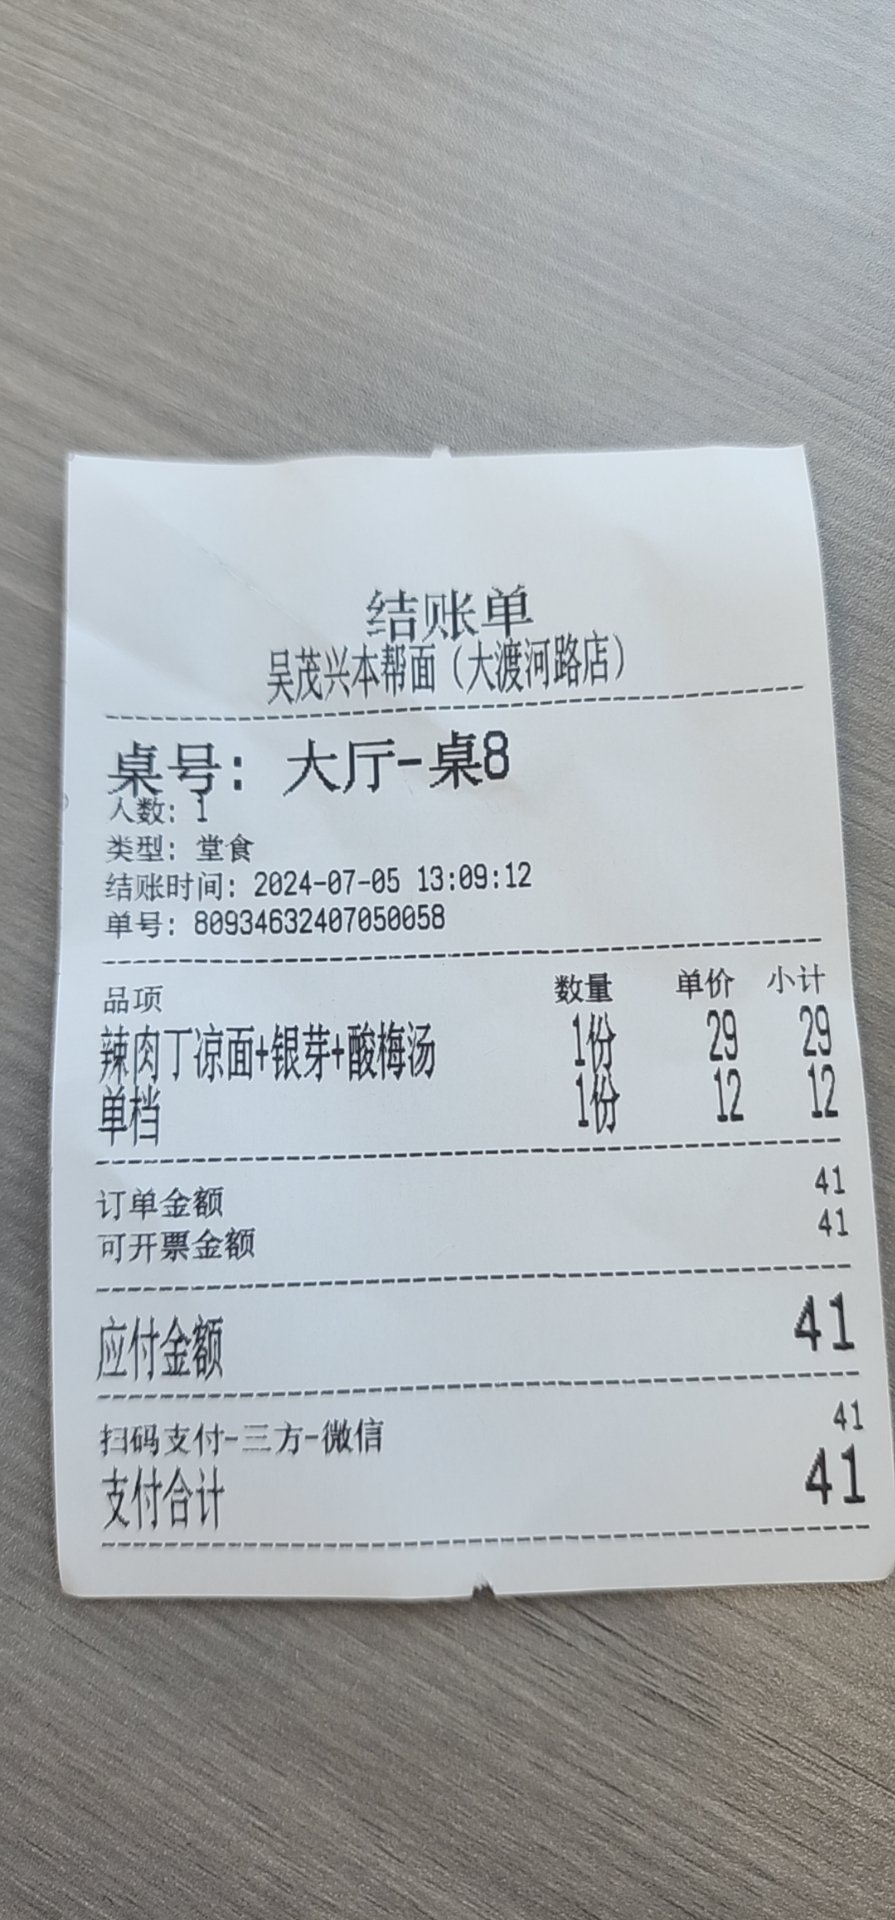 结账单
吴茂兴本帮面（大渡河路店）
桌号: 大厅-桌8
人数: 1
类型: 堂食
结账时间: 2024-07-05 13:09:12
单号: 80934632407050058
品项 数量 单价 小计
辣肉丁凉面+银芽+酸梅汤 1份 29 29
单档 1份 12 12
订单金额 41
可开票金额 41
应付金额 41
扫码支付-三方-微信 41
支付合计 41